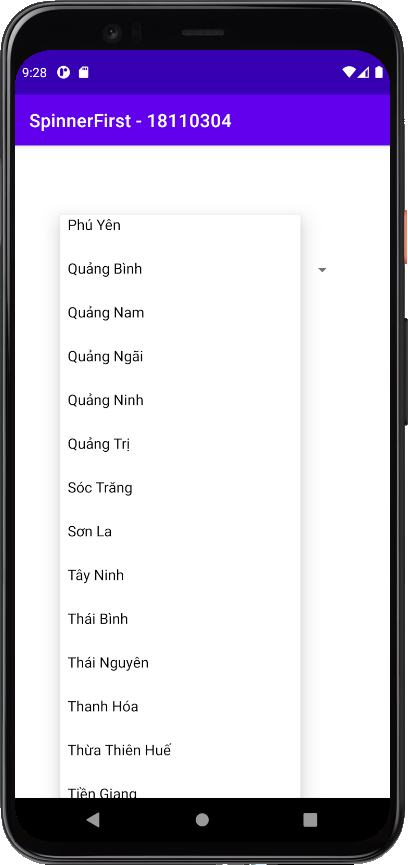 9:28
SpinnerFirst - 18110304
Phú Yên
Quảng Bình
Quảng Nam
Quảng Ngãi
Quảng Ninh
Quảng Trị
Sóc Trăng
Sơn La
Tây Ninh
Thái Bình
Thái Nguyên
Thanh Hóa
Thừa Thiên Huế
Tiền Giang